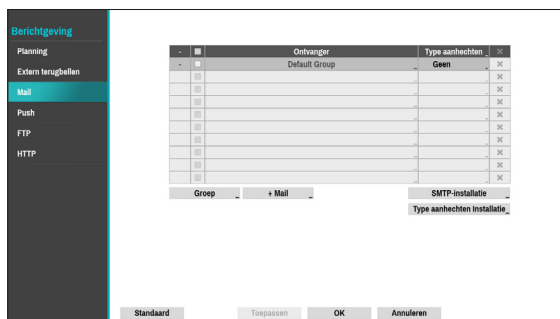 Berichtgeving
Planning
Extern terugbellen
Mail
Push
FTP
HTTP
- Ontvanger Type aanhechten
- Default Group Geen
Groep + Mail SMTP-installatie
Type aanhechten Installatie
Standaard Toepassen OK Annuleren